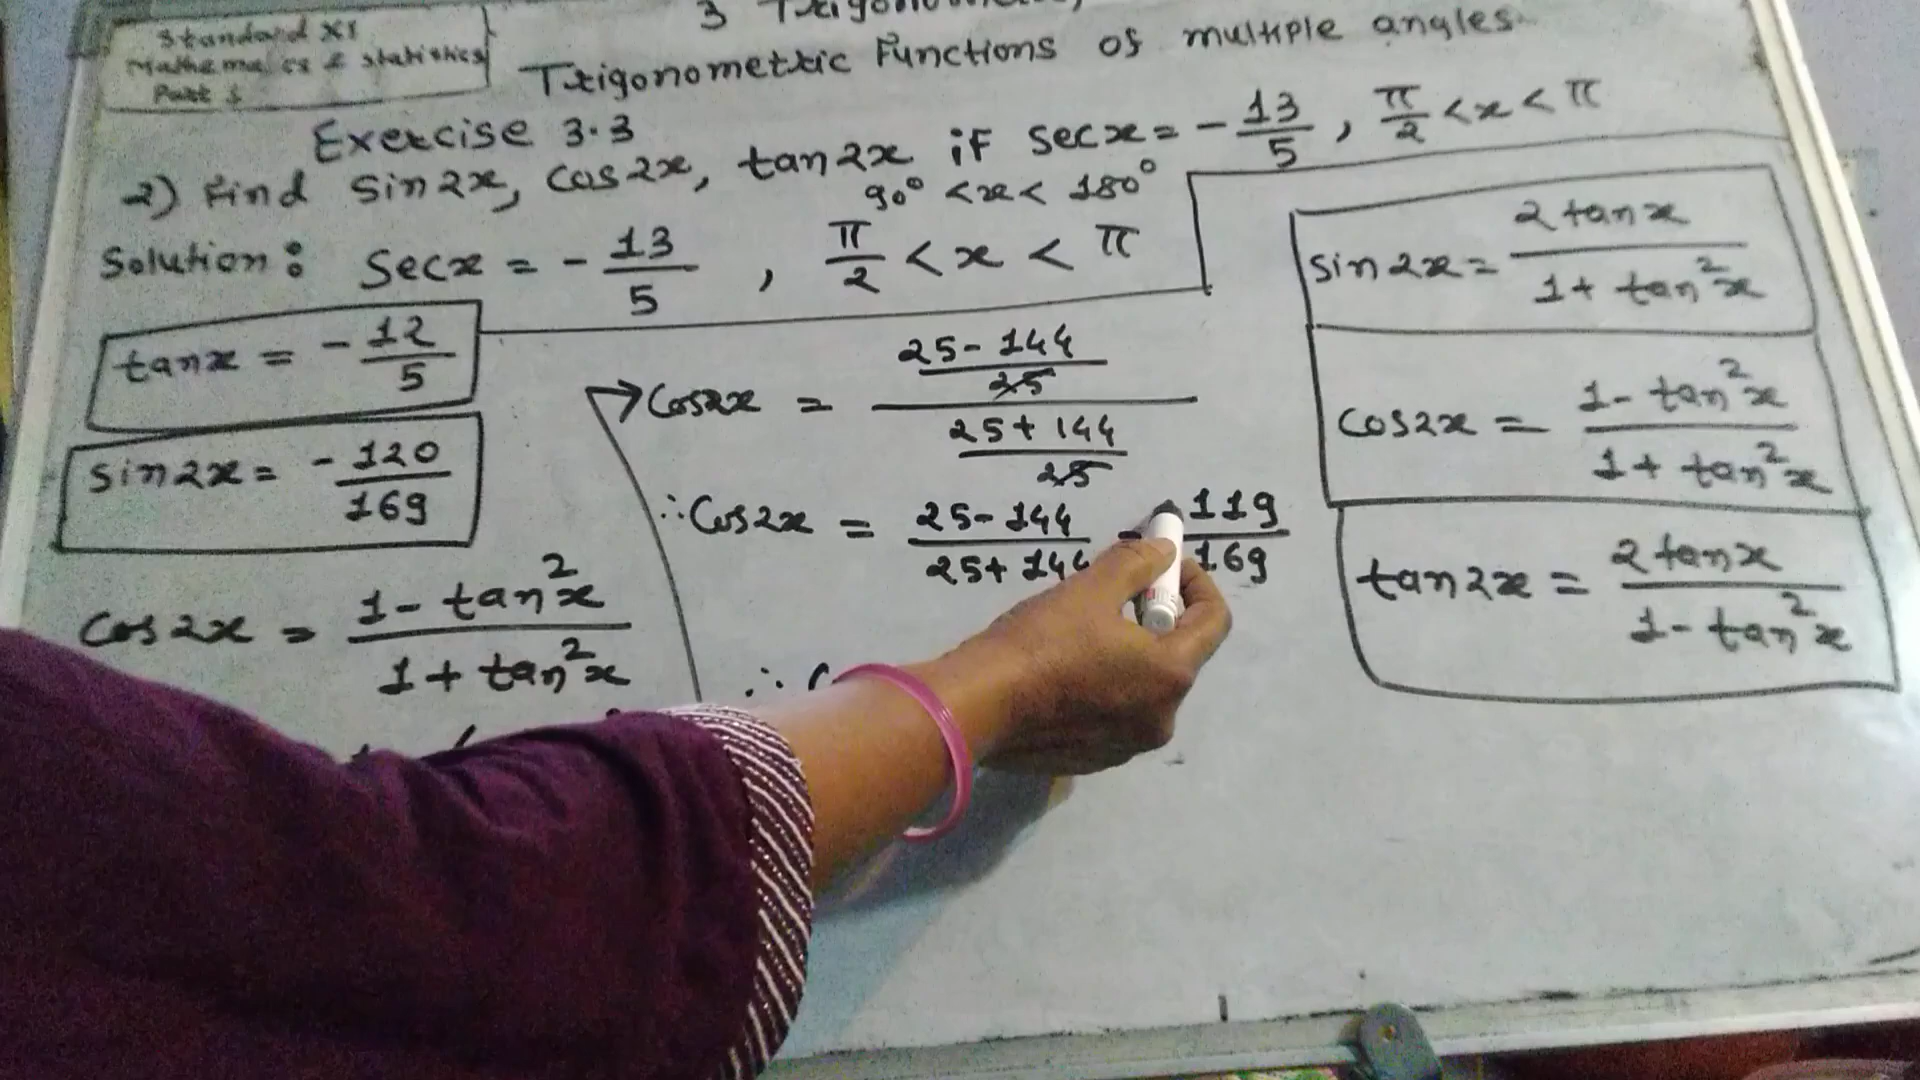 Standard XI
Mathematics & statistics
Part 1
3 Trigonometry
Trigonometric Functions of multiple angles
Exercise 3.3
2) Find sin2x, cos2x, tan2x if secx = -13/5, π/2 < x < π
90° < x < 180°
Solution: secx = -13/5, π/2 < x < π
tanx = -12/5
sin2x = -120/169
cos2x = (1 - tan²x)/(1 + tan²x)
→ cos2x = ((25 - 144)/25)/((25 + 144)/25)
∴ cos2x = (25 - 144)/(25 + 144) = 119/169
∴
sin2x = 2tanx/(1 + tan²x)
cos2x = (1 - tan²x)/(1 + tan²x)
tan2x = 2tanx/(1 - tan²x)